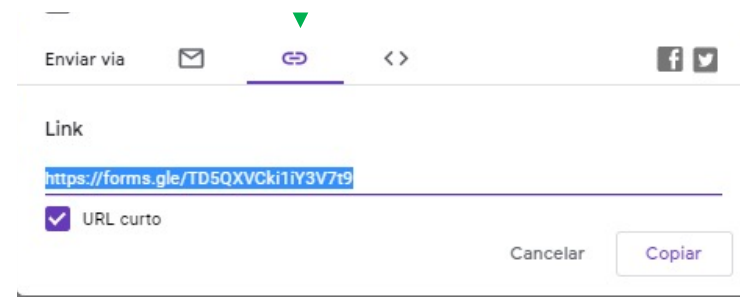 Enviar via
Link
https://forms.gle/TD5QXVCki1iY3V7t9
URL curto
Cancelar Copiar